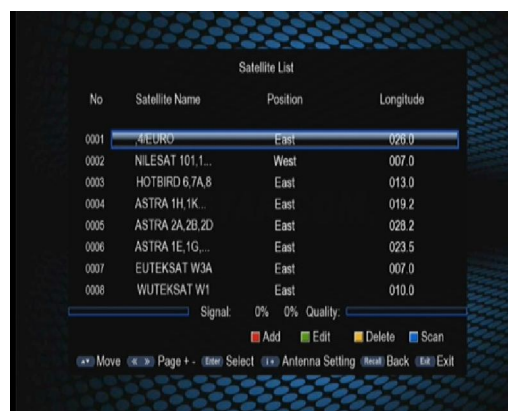 Satellite List
No Satellite Name Position Longitude
0001 ,4/EURO East 026.0
0002 NILESAT 101,1... West 007.0
0003 HOTBIRD 6,7A,8 East 013.0
0004 ASTRA 1H,1K... East 019.2
0005 ASTRA 2A,2B,2D East 028.2
0006 ASTRA 1E,1G,... East 023.5
0007 EUTEKSAT W3A East 007.0
0008 WUTEKSAT W1 East 010.0
Signal: 0% 0% Quality:
Add Edit Delete Scan
Move Page + - Enter Select i+ Antenna Setting Recall Back Exit Exit